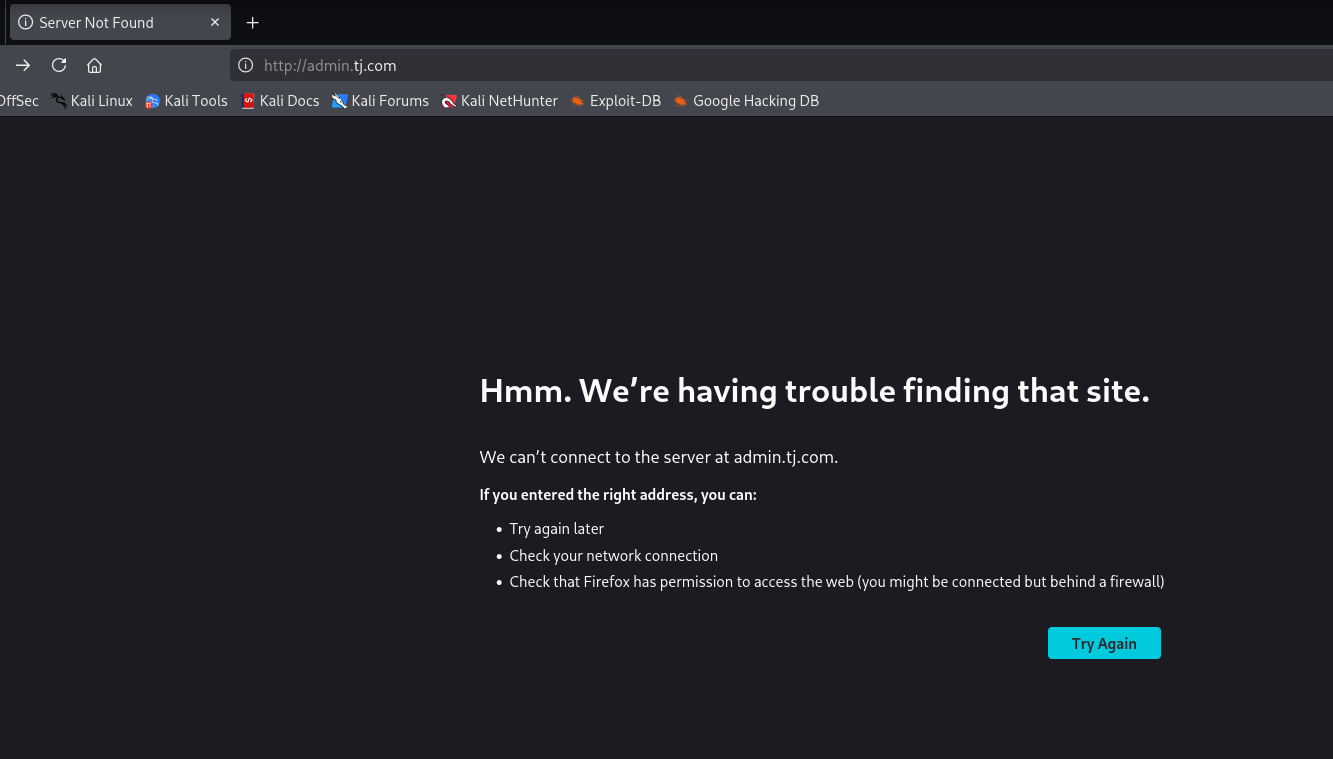 Server Not Found
http://admin.tj.com
OffSec Kali Linux Kali Tools Kali Docs Kali Forums Kali NetHunter Exploit-DB Google Hacking DB
Hmm. We’re having trouble finding that site.
We can’t connect to the server at admin.tj.com.
If you entered the right address, you can:
• Try again later
• Check your network connection
• Check that Firefox has permission to access the web (you might be connected but behind a firewall)
Try Again